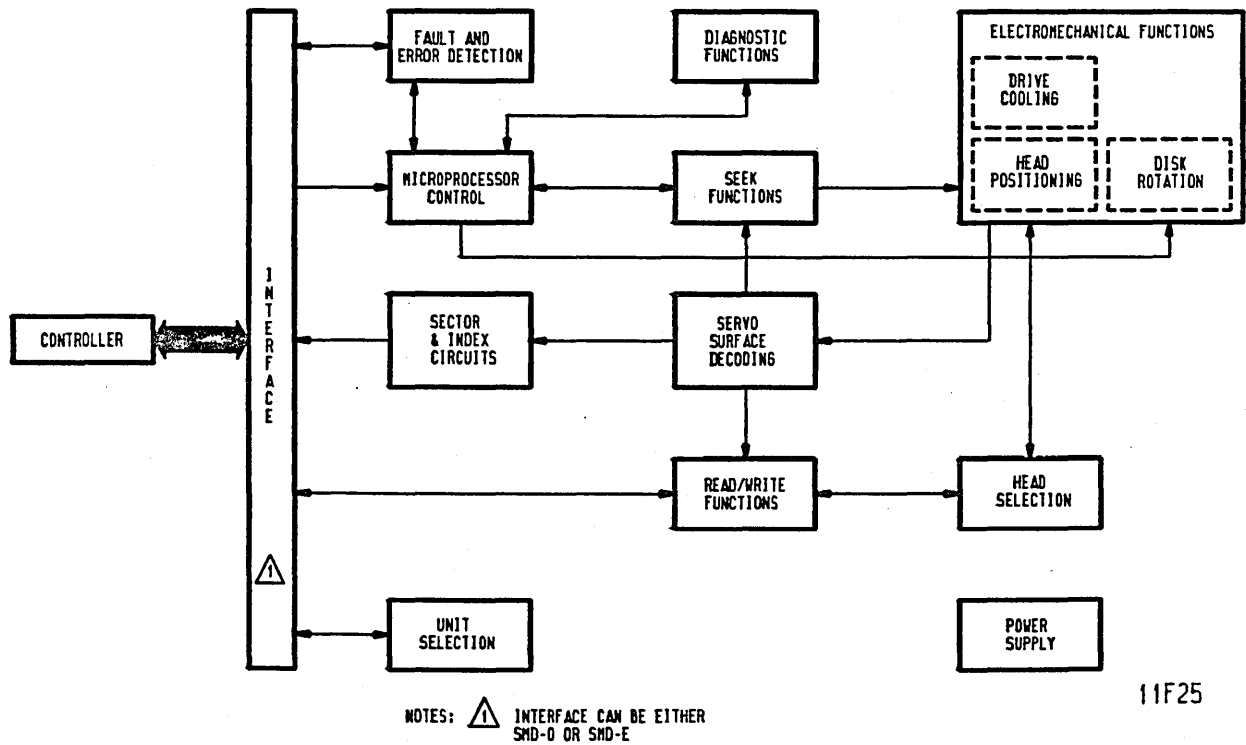 FAULT AND
ERROR DETECTION
DIAGNOSTIC
FUNCTIONS
ELECTROMECHANICAL FUNCTIONS
DRIVE
COOLING
HEAD
POSITIONING
DISK
ROTATION
MICROPROCESSOR
CONTROL
SEEK
FUNCTIONS
INTERFACE
CONTROLLER
SECTOR
& INDEX
CIRCUITS
SERVO
SURFACE
DECODING
READ/WRITE
FUNCTIONS
HEAD
SELECTION
1
UNIT
SELECTION
POWER
SUPPLY
11F25
NOTES: 1 INTERFACE CAN BE EITHER
SMD-O OR SMD-E